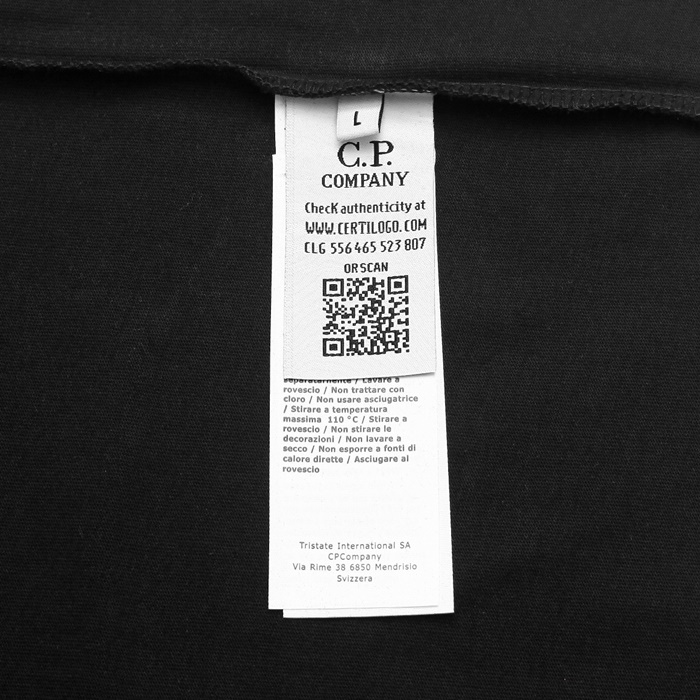 L
C.P.
COMPANY
Check authenticity at
WWW.CERTILOGO.COM
CLG 556 465 523 807
OR SCAN
separatamente / Lavare a
rovescio / Non trattare con
cloro / Non usare asciugatrice
/ Stirare a temperatura
massima 110 °C / Stirare a
rovescio / Non stirare le
decorazioni / Non lavare a
secco / Non esporre a fonti di
calore dirette / Asciugare al
rovescio
Tristate International SA
CPCompany
Via Rime 38 6850 Mendrisio
Svizzera